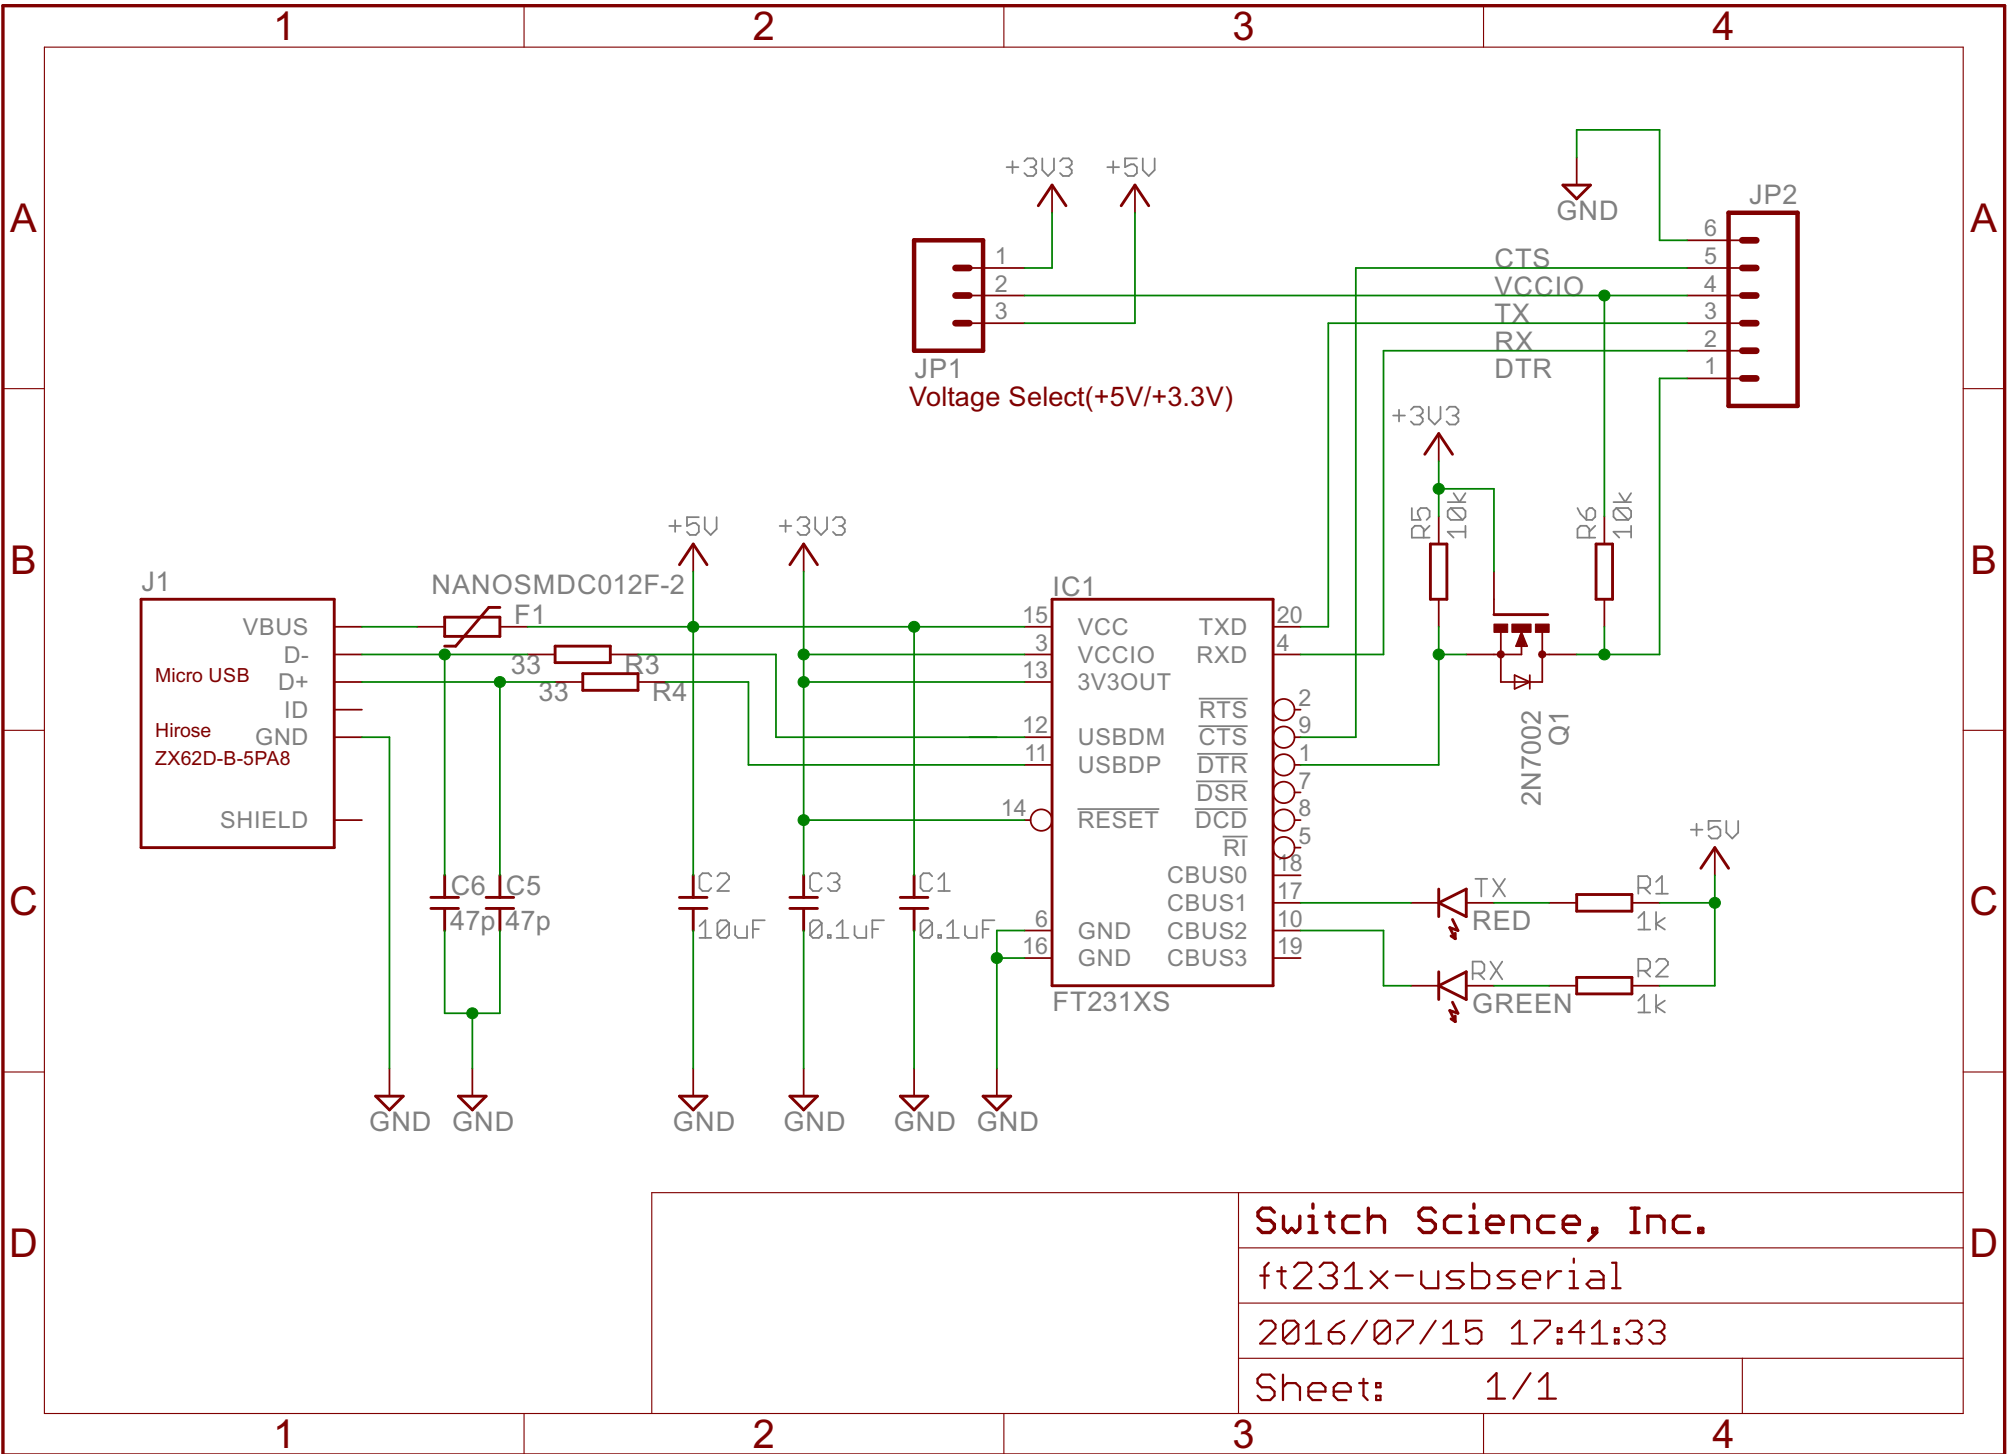 1 2 3 4
A A
B B
C C
D D
1 2 3 4
+3V3 +5V
1
2
3
JP1
Voltage Select(+5V/+3.3V)
GND
JP2
6
CTS 5
VCCIO 4
TX 3
RX 2
DTR 1
+3V3
R5
10k
R6
10k
2N7002
Q1
+5V
+3V3
J1
VBUS
D-
D+
ID
GND
SHIELD
Micro USB
Hirose
ZX62D-B-5PA8
NANOSMDC012F-2
F1
33 R3
33 R4
C6
47p
C5
47p
C2
10uF
C3
0.1uF
C1
0.1uF
GND GND GND GND GND GND
IC1
15 VCC TXD 20
3 VCCIO RXD 4
13 3V3OUT
RTS 2
12 USBDM CTS 9
11 USBDP DTR 1
DSR 7
14 RESET DCD 8
RI 5
CBUS0 18
CBUS1 17
6 GND CBUS2 10
16 GND CBUS3 19
FT231XS
+5V
TX
RED
R1
1k
RX
GREEN
R2
1k
Switch Science, Inc.
ft231x-usbserial
2016/07/15 17:41:33
Sheet: 1/1